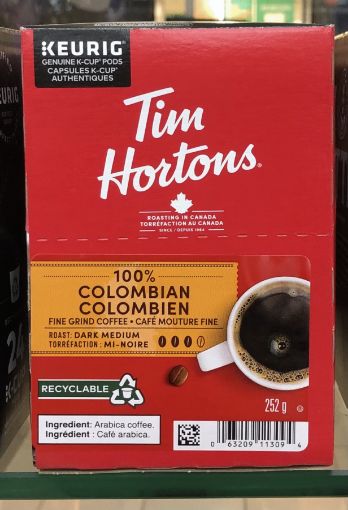 KEURIG
GENUINE K-CUP® PODS
CAPSULES K-CUP®
AUTHENTIQUES
Tim
Hortons®
ROASTING IN CANADA
TORRÉFACTION AU CANADA
SINCE / DEPUIS 1964
100%
COLOMBIAN
COLOMBIEN
FINE GRIND COFFEE • CAFÉ MOUTURE FINE
ROAST: DARK MEDIUM
TORRÉFACTION: MI-NOIRE
RECYCLABLE
252 g
Ingredient: Arabica coffee.
Ingrédient : Café arabica.
0 63209 11309 4